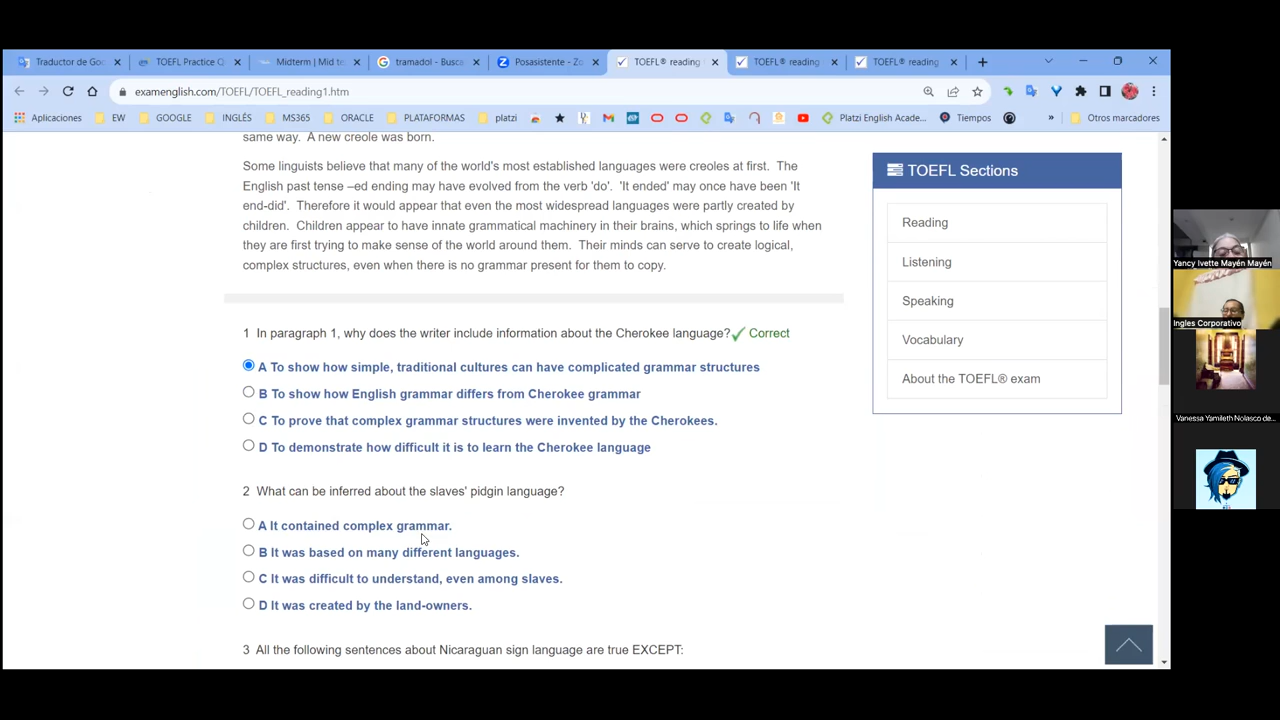 Traductor de Goo
TOEFL Practice Q
Midterm | Mid te
tramadol - Busca
Posasistente - Zo
TOEFL® reading
TOEFL® reading
TOEFL® reading
examenglish.com/TOEFL/TOEFL_reading1.htm
Aplicaciones
EW
GOOGLE
INGLÉS
MS365
ORACLE
PLATAFORMAS
platzi
Platzi English Acade...
Tiempos
»
Otros marcadores
same way. A new creole was born.
Some linguists believe that many of the world's most established languages were creoles at first. The
English past tense –ed ending may have evolved from the verb 'do'. 'It ended' may once have been 'It
end-did'. Therefore it would appear that even the most widespread languages were partly created by
children. Children appear to have innate grammatical machinery in their brains, which springs to life when
they are first trying to make sense of the world around them. Their minds can serve to create logical,
complex structures, even when there is no grammar present for them to copy.
1 In paragraph 1, why does the writer include information about the Cherokee language? Correct
A To show how simple, traditional cultures can have complicated grammar structures
B To show how English grammar differs from Cherokee grammar
C To prove that complex grammar structures were invented by the Cherokees.
D To demonstrate how difficult it is to learn the Cherokee language
2 What can be inferred about the slaves' pidgin language?
A It contained complex grammar.
B It was based on many different languages.
C It was difficult to understand, even among slaves.
D It was created by the land-owners.
3 All the following sentences about Nicaraguan sign language are true EXCEPT:
TOEFL Sections
Reading
Listening
Speaking
Vocabulary
About the TOEFL® exam
Yancy Ivette Mayén Mayén
Ingles Corporativo
Vanessa Yamileth Nolasco de...